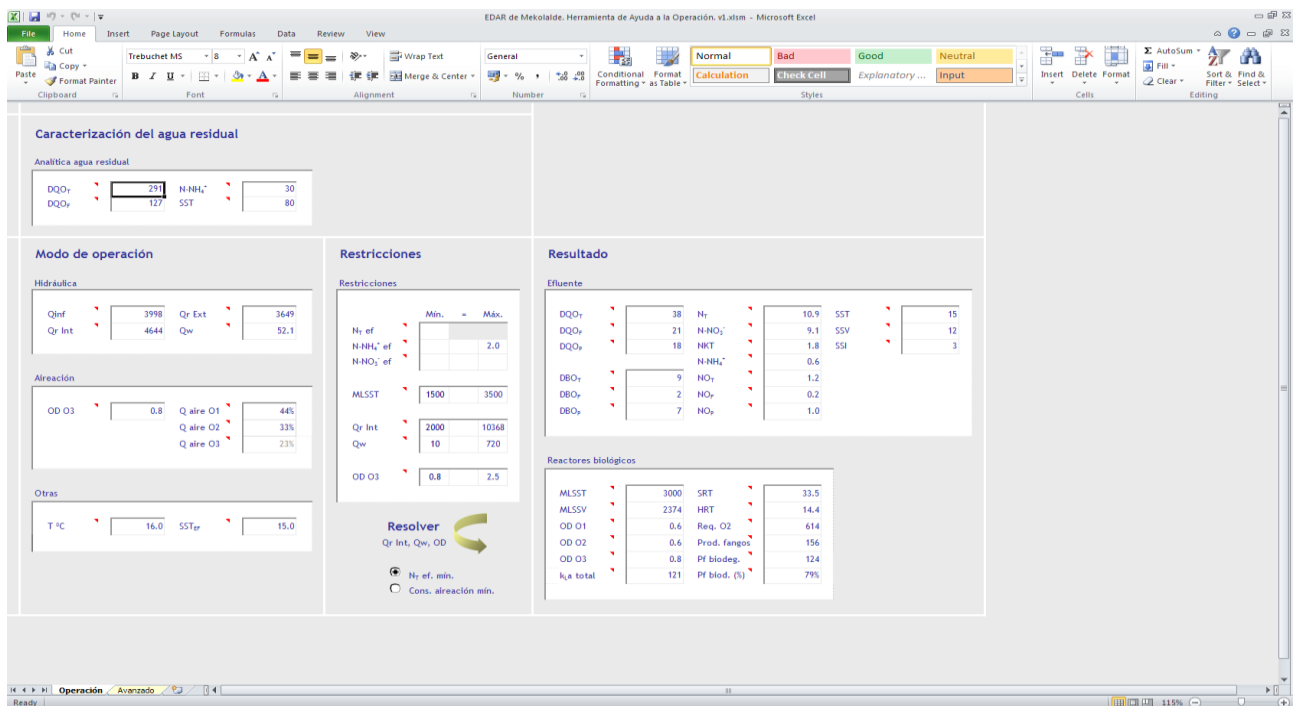 EDAR de Mekolalde. Herramienta de Ayuda a la Operación. v1.xlsm - Microsoft Excel
File Home Insert Page Layout Formulas Data Review View
Paste
Cut
Copy
Format Painter
Clipboard
Trebuchet MS 8 A A
B I U A
Font
Wrap Text
Merge & Center
Alignment
General
% ,
Number
Conditional Formatting
Format as Table
Normal Bad Good Neutral
Calculation Check Cell Explanatory ... Input
Styles
Insert Delete Format
Cells
Σ AutoSum
Fill
Clear
Sort & Filter
Find & Select
Editing
Caracterización del agua residual
Analítica agua residual
DQO_T 291 N-NH₄⁺ 30
DQO_F 127 SST 80
Modo de operación
Hidráulica
Qinf 3998 Qr Ext 3649
Qr Int 4644 Qw 52.1
Aireación
OD O3 0.8 Q aire O1 44%
Q aire O2 33%
Q aire O3 23%
Otras
T ºC 16.0 SST_EF 15.0
Restricciones
Restricciones
Mín. = Máx.
N_T ef
N-NH₄⁺ ef 2.0
N-NO₃⁻ ef
MLSST 1500 3500
Qr Int 2000 10368
Qw 10 720
OD O3 0.8 2.5
Resolver
Qr Int, Qw, OD
N_T ef. mín.
Cons. aireación mín.
Resultado
Efluente
DQO_T 38 N_T 10.9 SST 15
DQO_F 21 N-NO₃⁻ 9.1 SSV 12
DQO_P 18 NKT 1.8 SSI 3
N-NH₄⁺ 0.6
DBO_T 9 NO_T 1.2
DBO_F 2 NO_F 0.2
DBO_P 7 NO_P 1.0
Reactores biológicos
MLSST 3000 SRT 33.5
MLSSV 2374 HRT 14.4
OD O1 0.6 Req. O2 614
OD O2 0.6 Prod. fangos 156
OD O3 0.8 Pf biodeg. 124
k_La total 121 Pf biod. (%) 79%
Operación Avanzado
Ready
115%